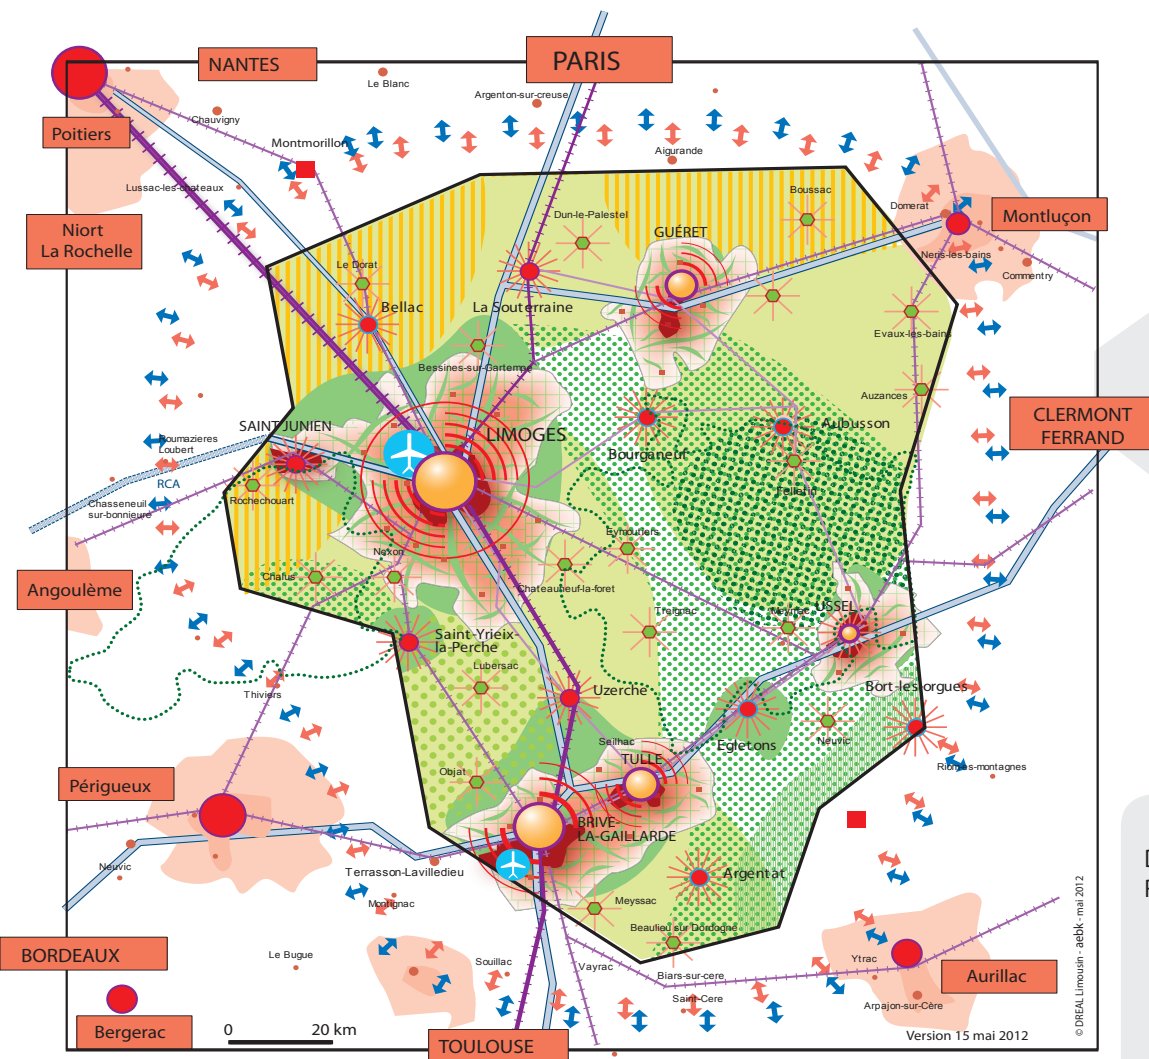 NANTES
PARIS
Le Blanc
Argenton-sur-creuse
Chauvigny
Poitiers
Montmorillon
Aigurande
Lussac-les-chateaux
Boussac
Domerat
Montluçon
Niort
La Rochelle
Dun-le-Palestel
GUÉRET
Neris-les-bains
Commentry
Le Dorat
Bellac
La Souterraine
Evaux-les-bains
Bessines-sur-Gartempe
Auzances
CLERMONT
FERRAND
SAINT JUNIEN
LIMOGES
Aubusson
Roumazieres
Loubert
Bourganeuf
RCA
Felletin
Rochechouart
Chasseneuil
sur-bonnieure
Eymoutiers
Nexon
Angoulème
Chalus
Chateauneuf-la-foret
Treignac
Meymac
USSEL
Saint-Yrieix-
la-Perche
Lubersac
Uzerche
Bort-les-orgues
Thiviers
Seilhac
Egletons
Neuvic
TULLE
Riom-es-montagnes
Objat
Périgueux
BRIVE-
LA-GAILLARDE
Neuvic
Terrasson-Lavilledieu
Argentat
Montignac
Meyssac
Beaulieu sur Dordogne
BORDEAUX
Le Bugue
Souillac
Vayrac
Biars-sur-cere
Ytrac
Aurillac
Saint-Cere
Arpajon-sur-Cère
Bergerac
0 20 km
TOULOUSE
Version 15 mai 2012
© DREAL Limousin - aebk - mai 2012